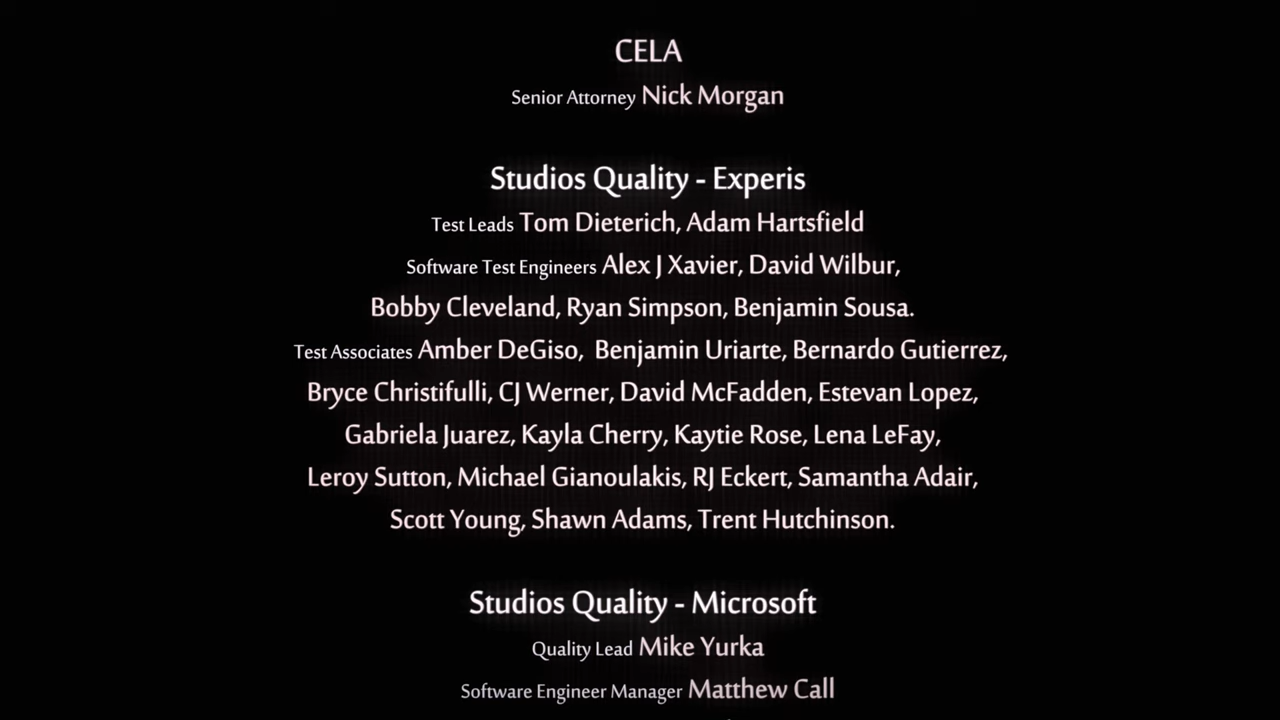 CELA
Senior Attorney Nick Morgan
Studios Quality - Experis
Test Leads Tom Dieterich, Adam Hartsfield
Software Test Engineers Alex J Xavier, David Wilbur,
Bobby Cleveland, Ryan Simpson, Benjamin Sousa.
Test Associates Amber DeGiso,  Benjamin Uriarte, Bernardo Gutierrez,
Bryce Christifulli, CJ Werner, David McFadden, Estevan Lopez,
Gabriela Juarez, Kayla Cherry, Kaytie Rose, Lena LeFay,
Leroy Sutton, Michael Gianoulakis, RJ Eckert, Samantha Adair,
Scott Young, Shawn Adams, Trent Hutchinson.
Studios Quality - Microsoft
Quality Lead Mike Yurka
Software Engineer Manager Matthew Call